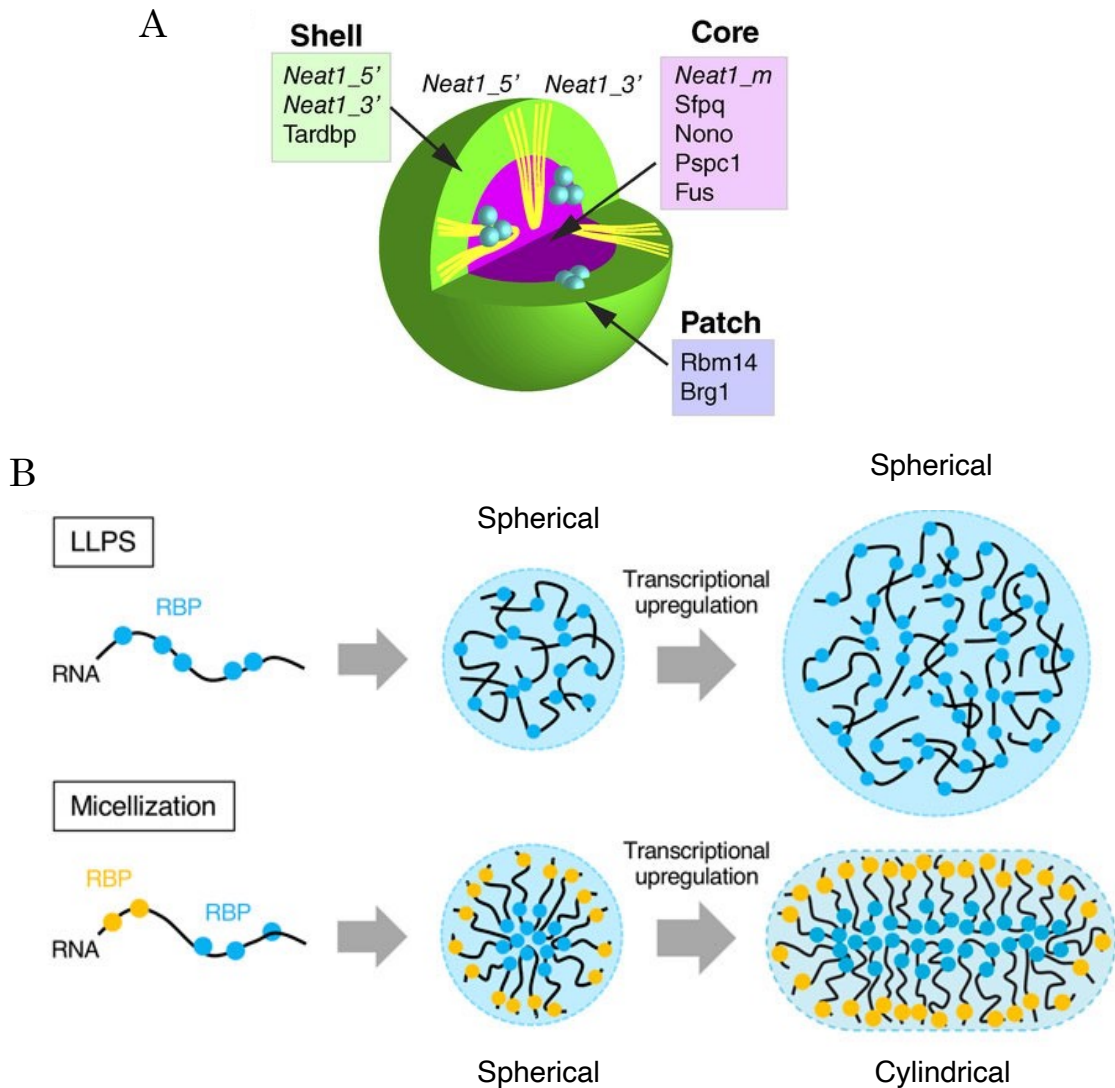 A
Shell
Neat1_5’
Neat1_3’
Tardbp
Neat1_5’
Neat1_3’
Core
Neat1_m
Sfpq
Nono
Pspc1
Fus
Patch
Rbm14
Brg1
B
LLPS
RBP
RNA
Spherical
Transcriptional
upregulation
Spherical
Micellization
RBP
RBP
RNA
Spherical
Transcriptional
upregulation
Cylindrical